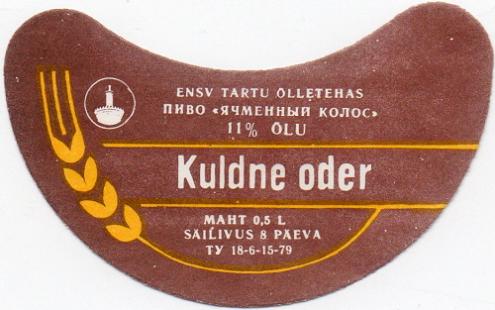 ENSV TARTU ÕLLETEHAS
ПИВО «ЯЧМЕННЫЙ КОЛОС»
11% ÕLU
Kuldne oder
MAHT 0,5 L
SÄILIVUS 8 PÄEVA
ТУ 18-6-15-79